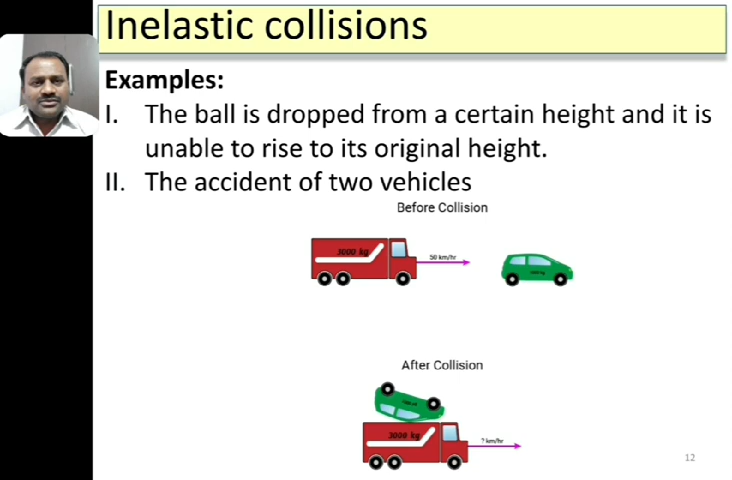 Inelastic collisions
Examples:
I. The ball is dropped from a certain height and it is
unable to rise to its original height.
II. The accident of two vehicles
Before Collision
3000 kg
50 km/hr
After Collision
3000 kg
? km/hr
12